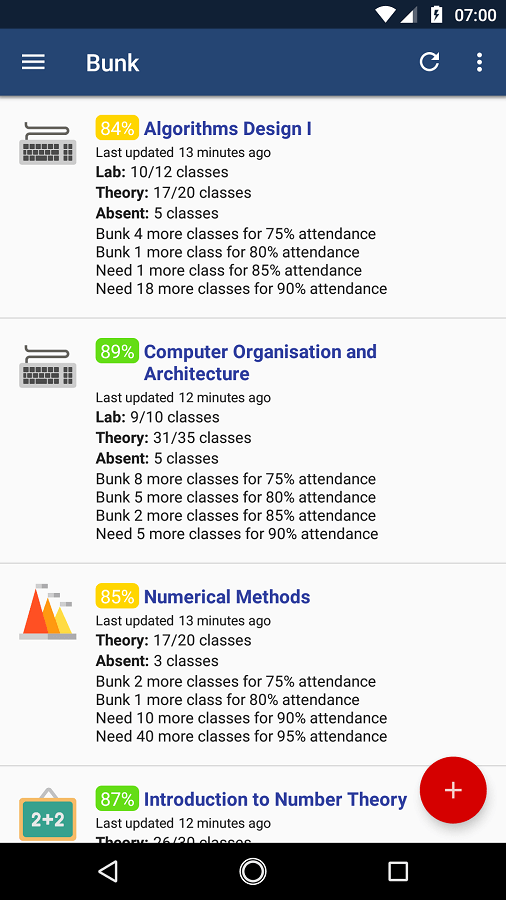 07:00
Bunk
84% Algorithms Design I
Last updated 13 minutes ago
Lab: 10/12 classes
Theory: 17/20 classes
Absent: 5 classes
Bunk 4 more classes for 75% attendance
Bunk 1 more class for 80% attendance
Need 1 more class for 85% attendance
Need 18 more classes for 90% attendance
89% Computer Organisation and
Architecture
Last updated 12 minutes ago
Lab: 9/10 classes
Theory: 31/35 classes
Absent: 5 classes
Bunk 8 more classes for 75% attendance
Bunk 5 more classes for 80% attendance
Bunk 2 more classes for 85% attendance
Need 5 more classes for 90% attendance
85% Numerical Methods
Last updated 13 minutes ago
Theory: 17/20 classes
Absent: 3 classes
Bunk 2 more classes for 75% attendance
Bunk 1 more class for 80% attendance
Need 10 more classes for 90% attendance
Need 40 more classes for 95% attendance
2+2
87% Introduction to Number Theory
+
Last updated 12 minutes ago
Theory: 26/30 classes